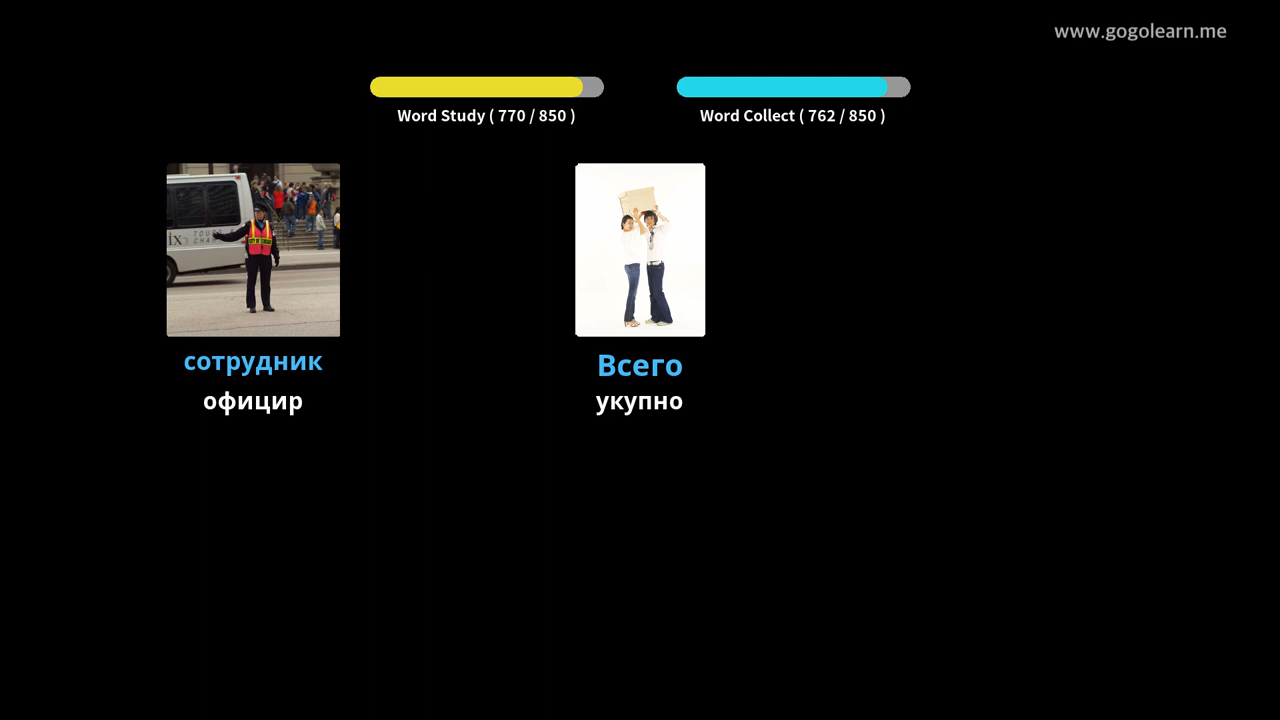 www.gogolearn.me
Word Study ( 770 / 850 )
Word Collect ( 762 / 850 )
сотрудник
официр
Всего
укупно